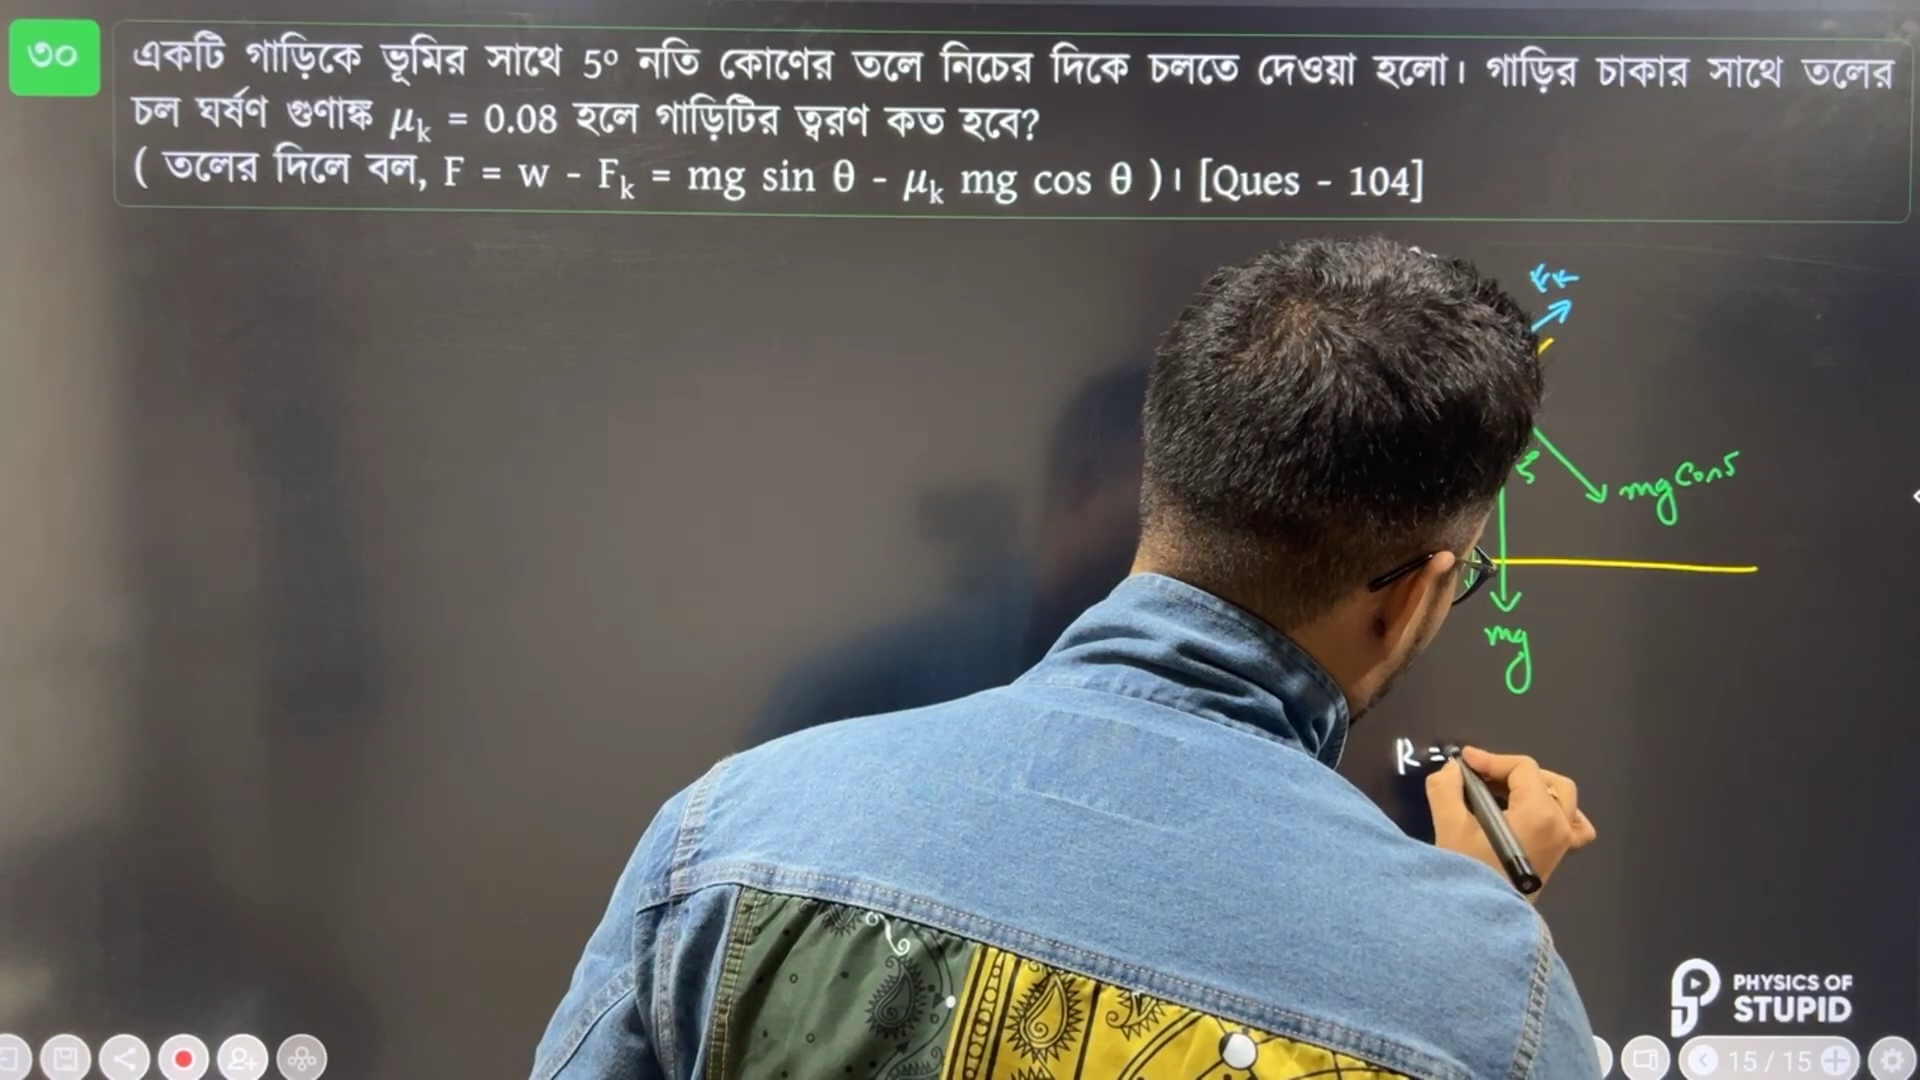 ৩০
একটি গাড়িকে ভূমির সাথে 5° নতি কোণের তলে নিচের দিকে চলতে দেওয়া হলো। গাড়ির চাকার সাথে তলের
চল ঘর্ষণ গুণাঙ্ক μₖ = 0.08 হলে গাড়িটির ত্বরণ কত হবে?
( তলের দিলে বল, F = w - Fₖ = mg sin θ - μₖ mg cos θ )। [Ques - 104]
5
mg cos5
mg
R =
PHYSICS OF
STUPID
15 / 15